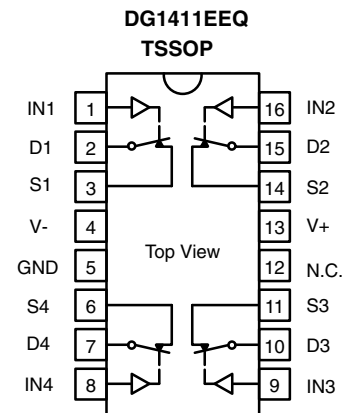 DG1411EEQ
TSSOP
IN1 1 16 IN2
D1 2 15 D2
S1 3 14 S2
V- 4 13 V+
Top View
GND 5 12 N.C.
S4 6 11 S3
D4 7 10 D3
IN4 8 9 IN3